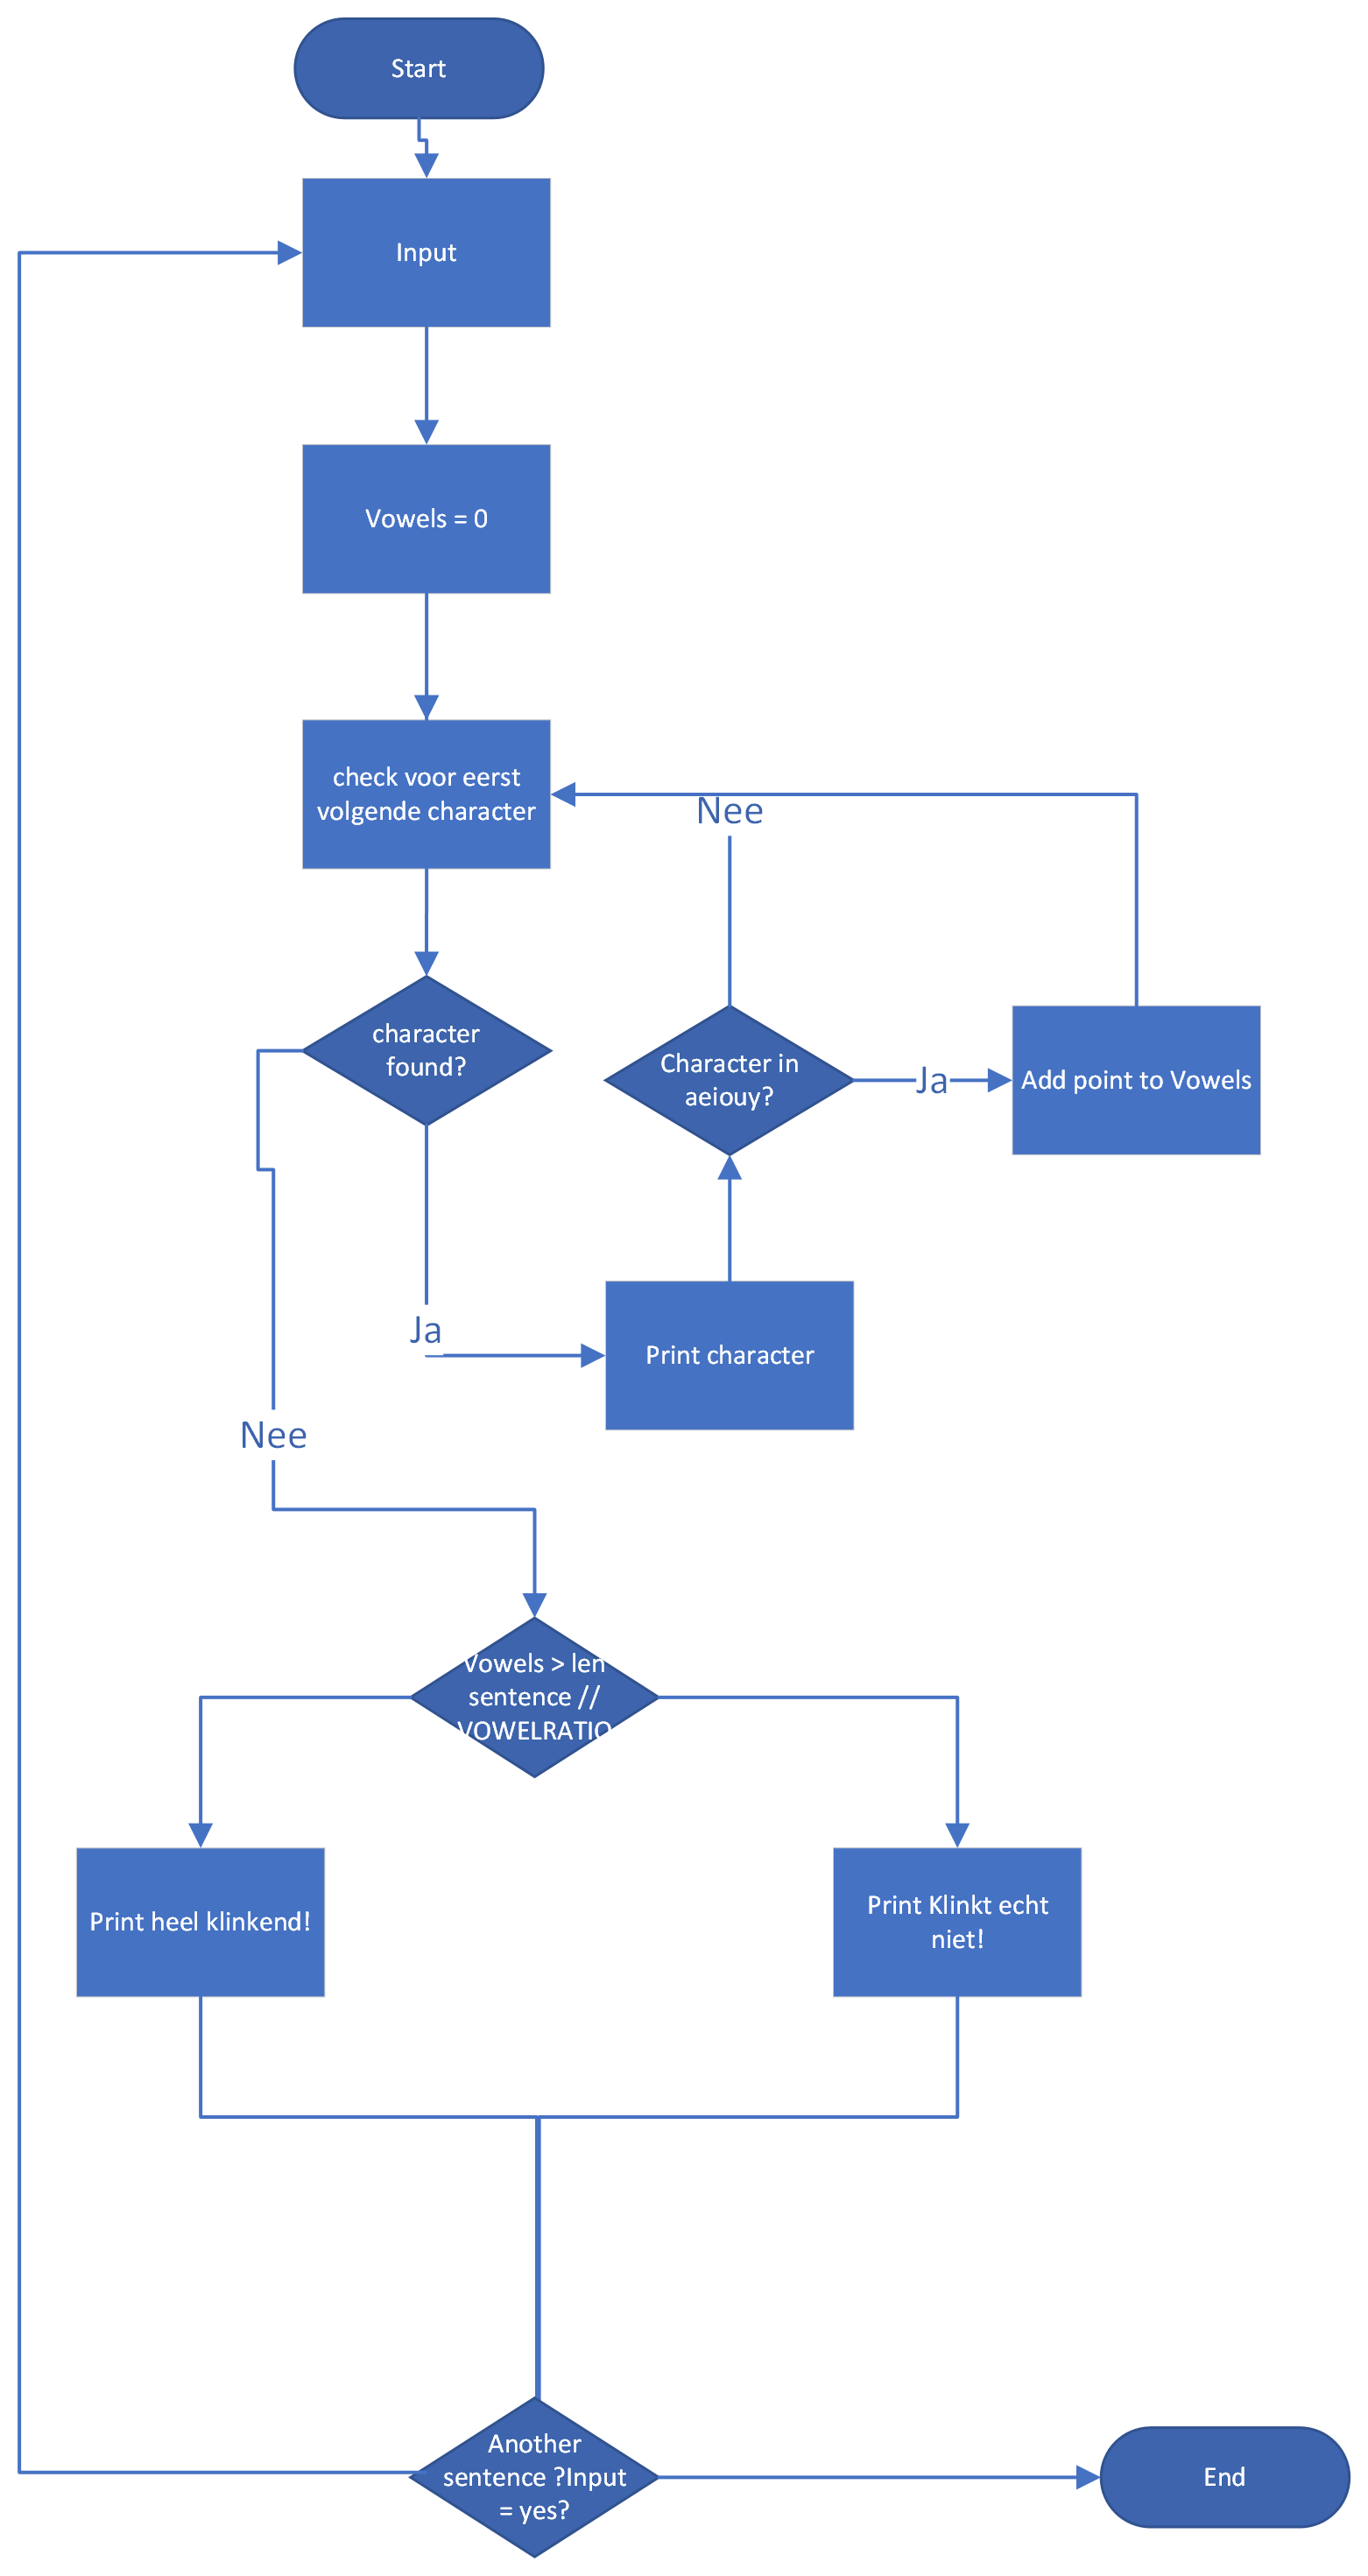 Start
Input
Vowels = 0
check voor eerst
volgende character
Nee
character
found?
Character in
aeiouy?
Ja
Add point to Vowels
Ja
Print character
Nee
Vowels > len
sentence //
VOWELRATIO
Print heel klinkend!
Print Klinkt echt
niet!
Another
sentence ?Input
= yes?
End